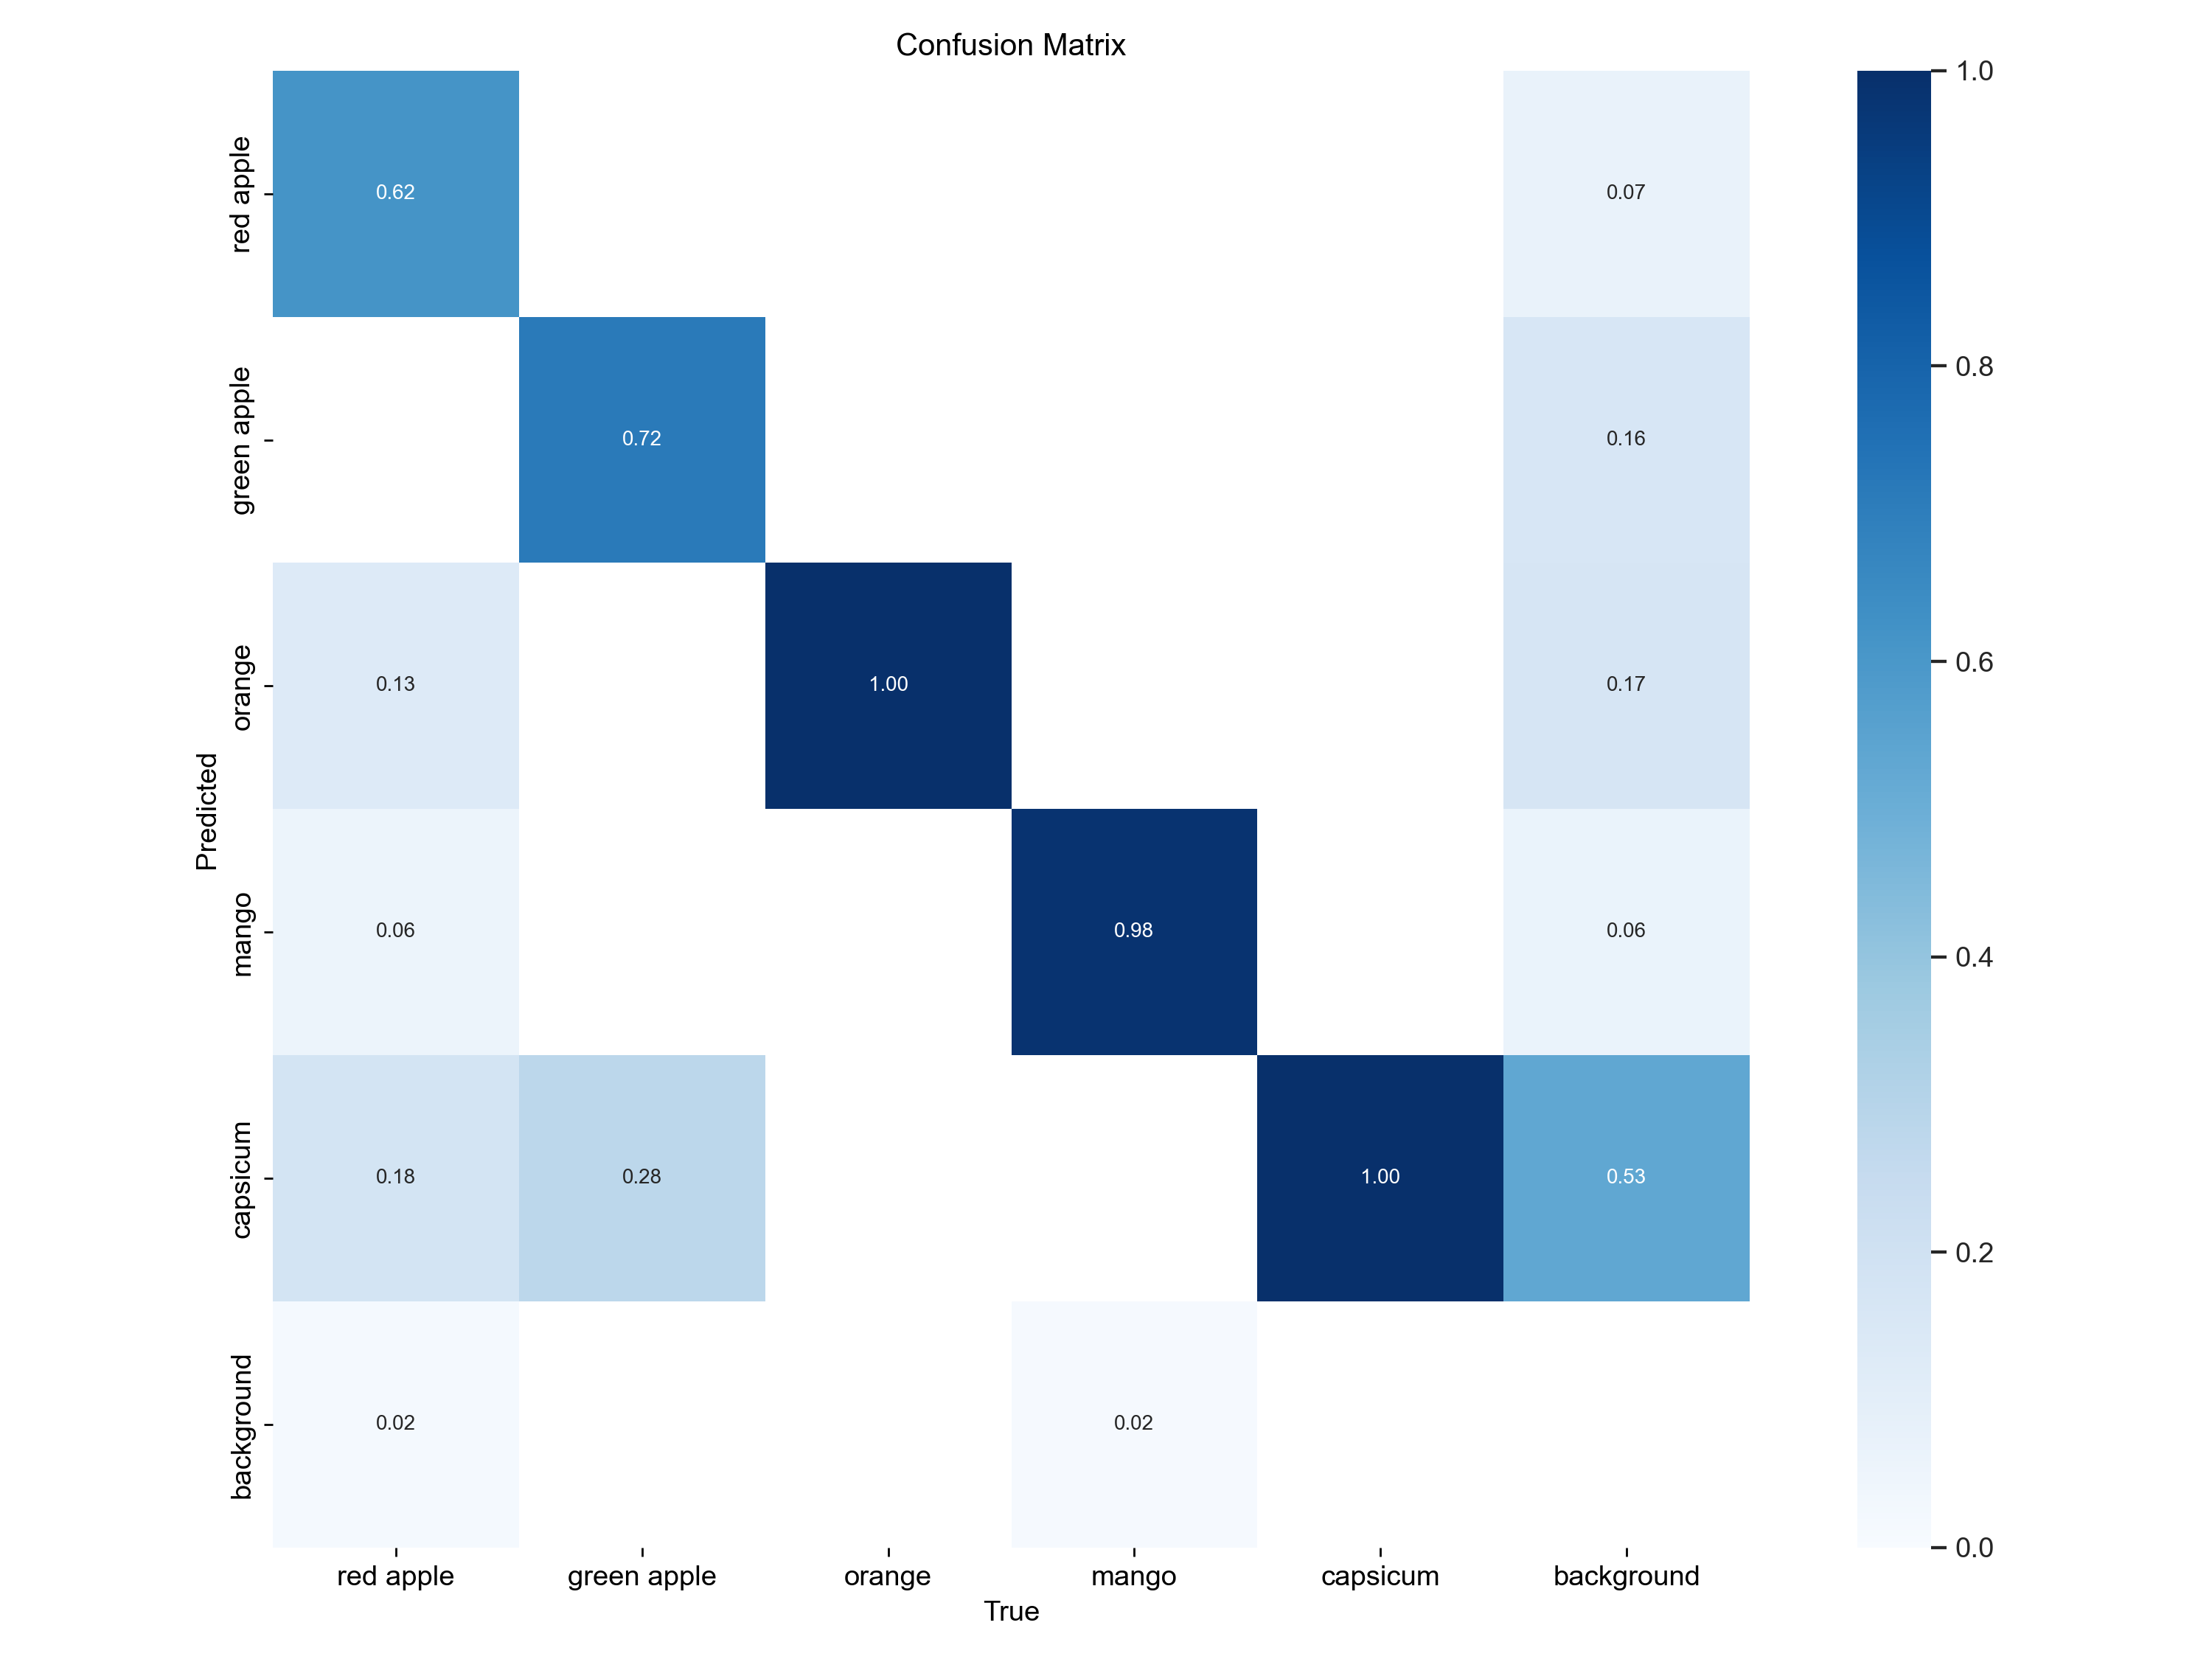 Confusion Matrix
red apple
0.62
0.07
green apple
0.72
0.16
orange
0.13
1.00
0.17
mango
0.06
0.98
0.06
capsicum
0.18
0.28
1.00
0.53
background
0.02
0.02
Predicted
red apple
green apple
orange
mango
capsicum
background
True
1.0
0.8
0.6
0.4
0.2
0.0